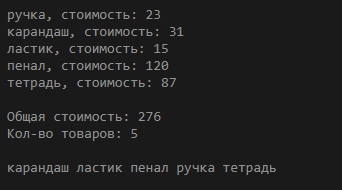 ручка, стоимость: 23
карандаш, стоимость: 31
ластик, стоимость: 15
пенал, стоимость: 120
тетрадь, стоимость: 87
Общая стоимость: 276
Кол-во товаров: 5
карандаш ластик пенал ручка тетрадь